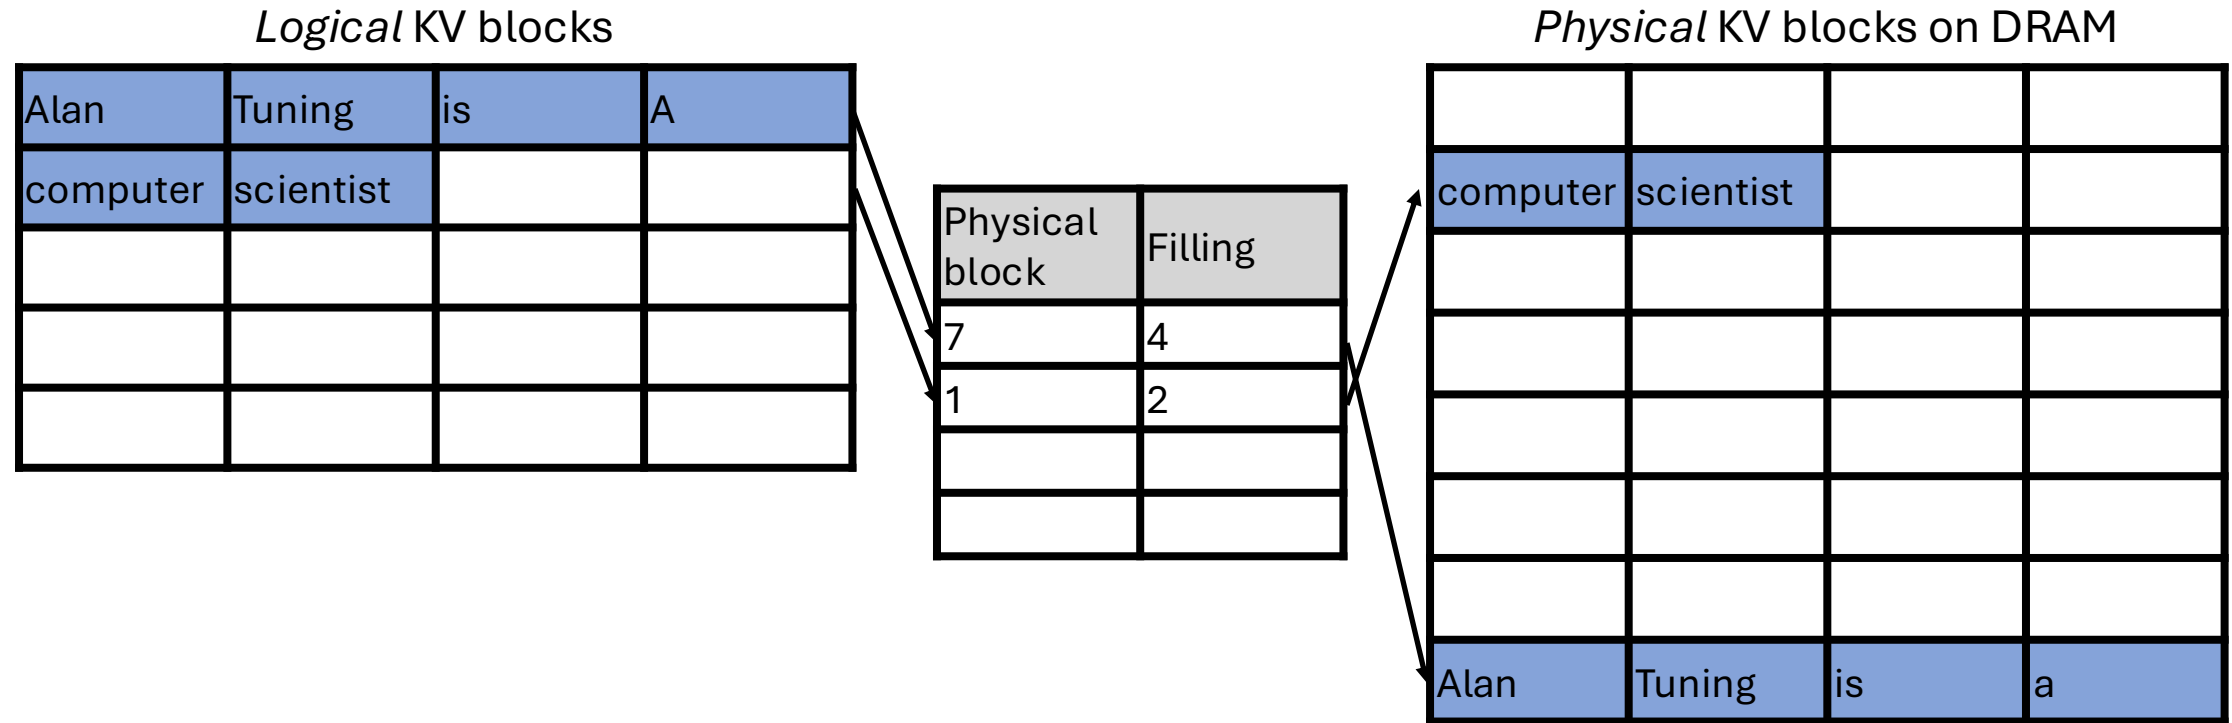 Logical KV blocks
Alan Tuning is A
computer scientist
Physical block Filling
7 4
1 2
Physical KV blocks on DRAM
computer scientist
Alan Tuning is a